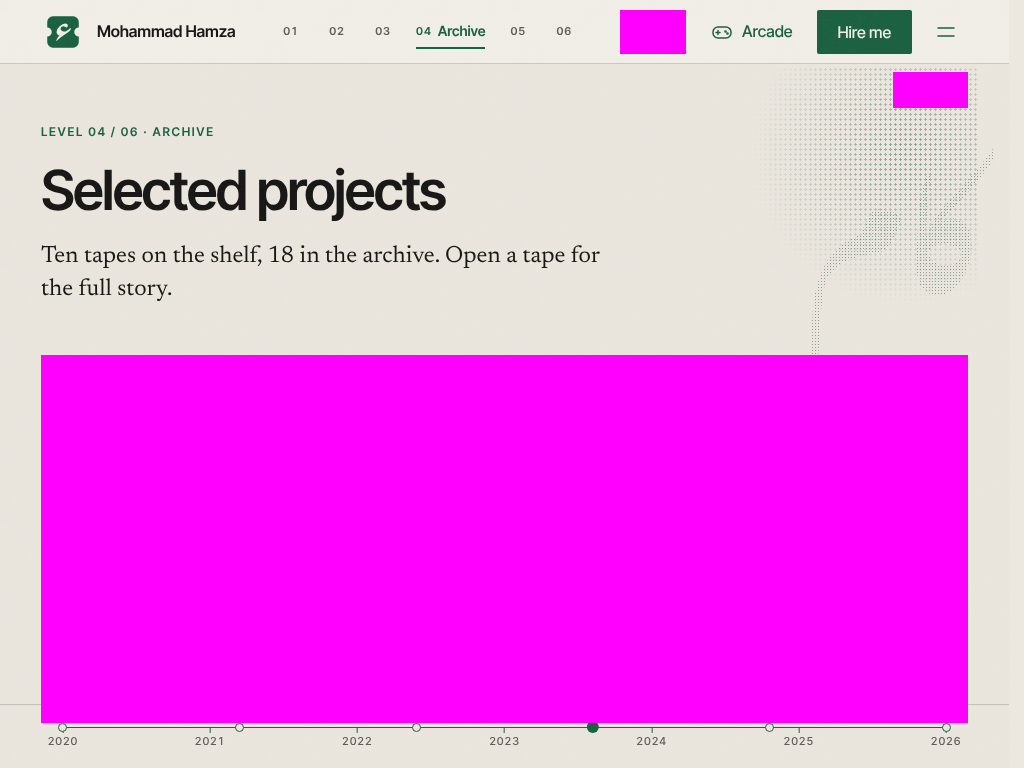 Mohammad Hamza
01
02
03
04 Archive
05
06
Arcade
Hire me
LEVEL 04 / 06 · ARCHIVE
Selected projects
Ten tapes on the shelf, 18 in the archive. Open a tape for
the full story.
2020
2021
2022
2023
2024
2025
2026